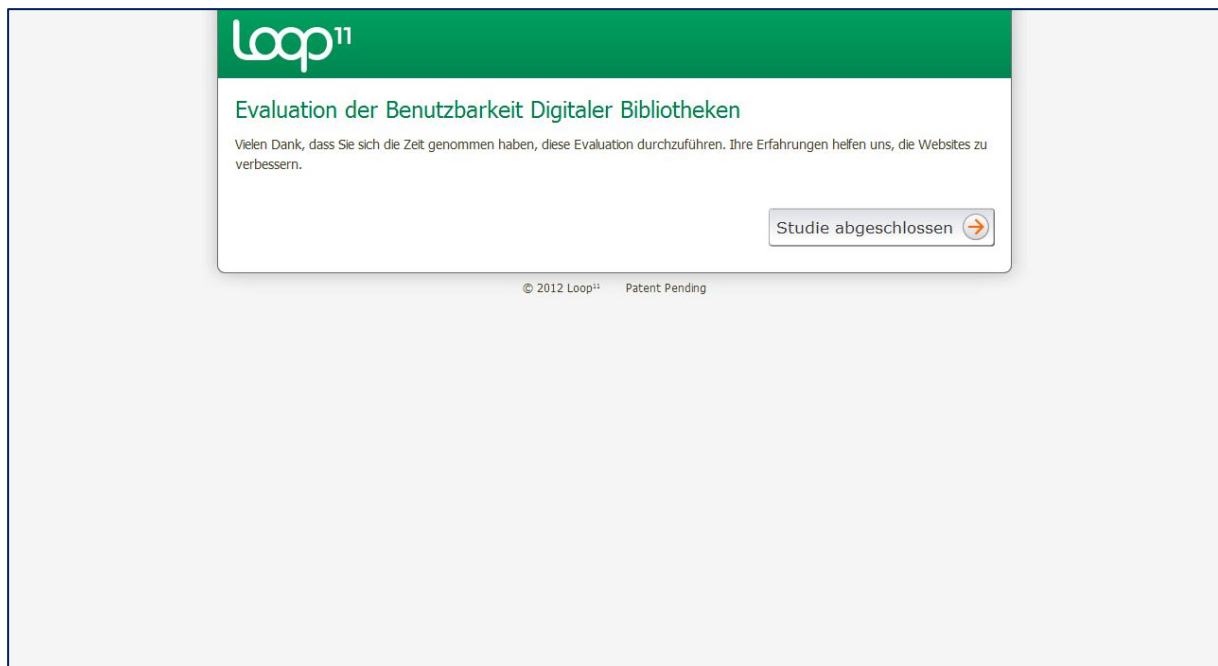 Loop¹¹
Evaluation der Benutzbarkeit Digitaler Bibliotheken
Vielen Dank, dass Sie sich die Zeit genommen haben, diese Evaluation durchzuführen. Ihre Erfahrungen helfen uns, die Websites zu
verbessern.
Studie abgeschlossen
© 2012 Loop¹¹ Patent Pending